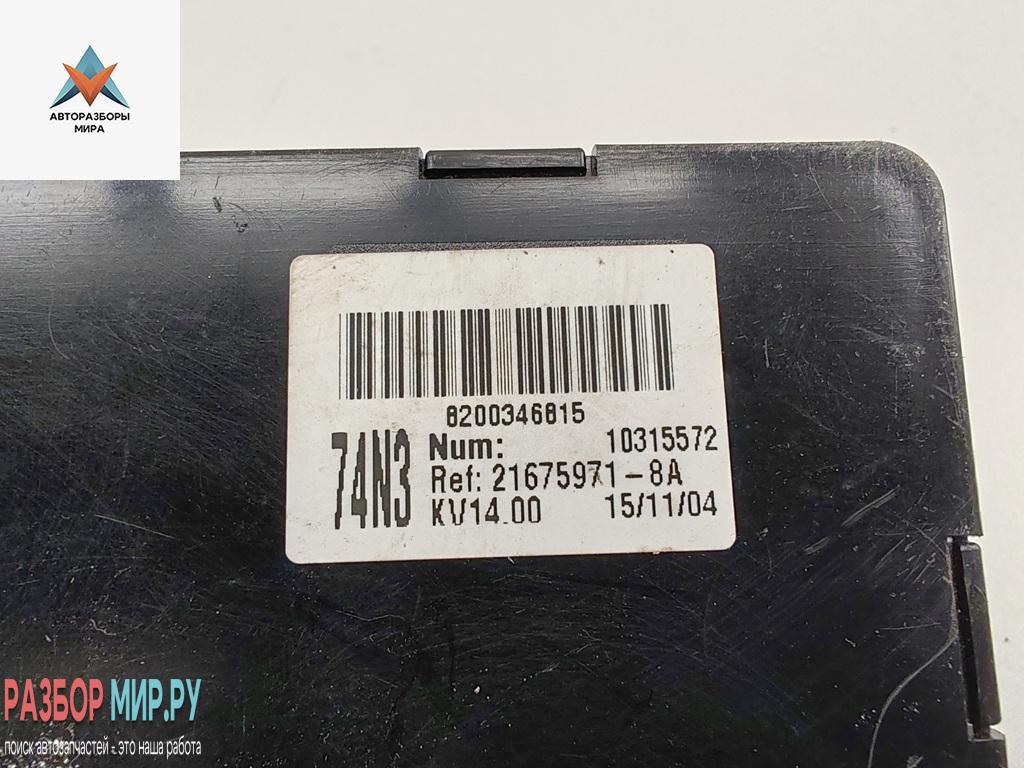 АВТОРАЗБОРЫ
МИРА
8200346815
74N3
Num: 10315572
Ref: 21675971-8A
KV14.00 15/11/04
РАЗБОР МИР.РУ
поиск автозапчастей - это наша работа